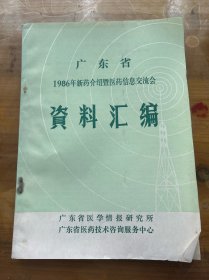 广东省
1986年新药介绍暨医药信息交流会
資料汇编
广东省医学情报研究所
广东省医药技术咨询服务中心